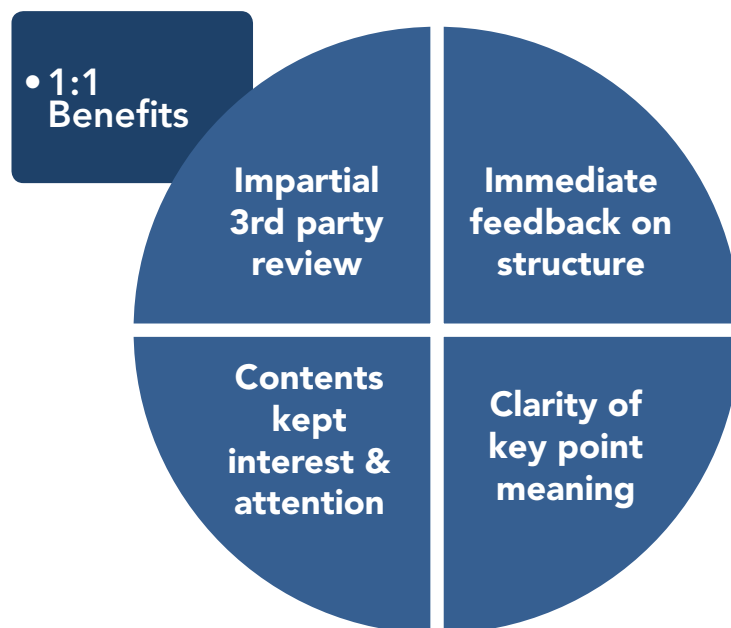 • 1:1
Benefits
Impartial
3rd party
review
Immediate
feedback on
structure
Contents
kept
interest &
attention
Clarity of
key point
meaning